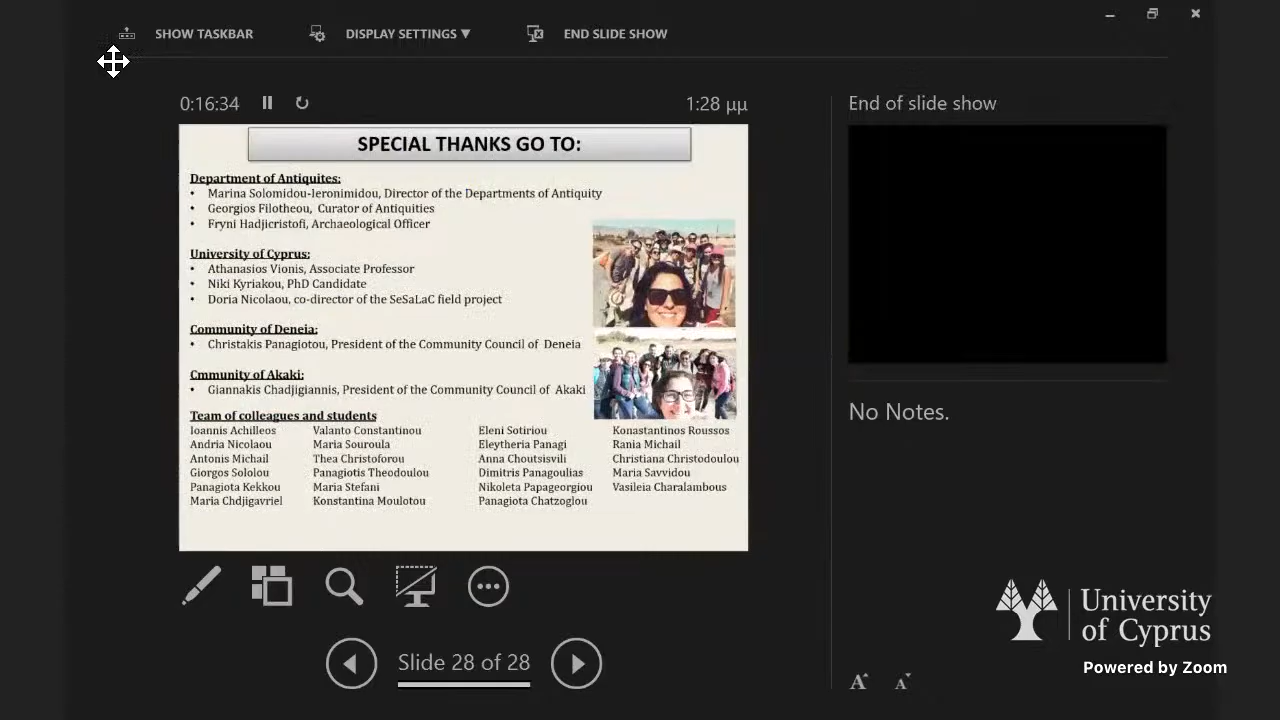 SHOW TASKBAR
DISPLAY SETTINGS ▼
END SLIDE SHOW
0:16:34
1:28 μμ
End of slide show
SPECIAL THANKS GO TO:
Department of Antiquites:
• Marina Solomidou-Ieronimidou, Director of the Departments of Antiquity
• Georgios Filotheou, Curator of Antiquities
• Fryni Hadjicristofi, Archaeological Officer
University of Cyprus:
• Athanasios Vionis, Associate Professor
• Niki Kyriakou, PhD Candidate
• Doria Nicolaou, co-director of the SeSaLaC field project
Community of Deneia:
• Christakis Panagiotou, President of the Community Council of Deneia
Cmmunity of Akaki:
• Giannakis Chadjigiannis, President of the Community Council of Akaki
Team of colleagues and students
Ioannis Achilleos Valanto Constantinou Eleni Sotiriou Konastantinos Roussos
Andria Nicolaou Maria Souroula Eleytheria Panagi Rania Michail
Antonis Michail Thea Christoforou Anna Choutsisvili Christiana Christodoulou
Giorgos Sololou Panagiotis Theodoulou Dimitris Panagoulias Maria Savvidou
Panagiota Kekkou Maria Stefani Nikoleta Papageorgiou Vasileia Charalambous
Maria Chdjigavriel Konstantina Moulotou Panagiota Chatzoglou
No Notes.
Slide 28 of 28
University
of Cyprus
Powered by Zoom
A A